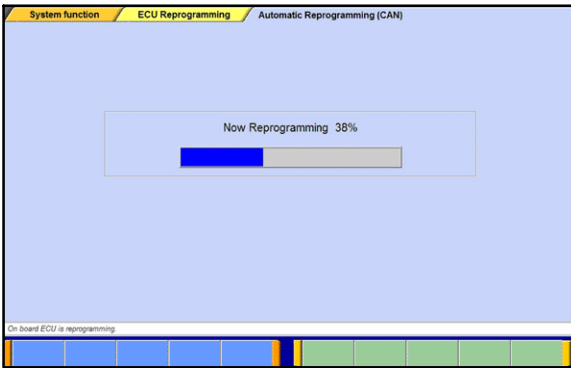 System function
ECU Reprogramming
Automatic Reprogramming (CAN)
Now Reprogramming 38%
On board ECU is reprogramming.